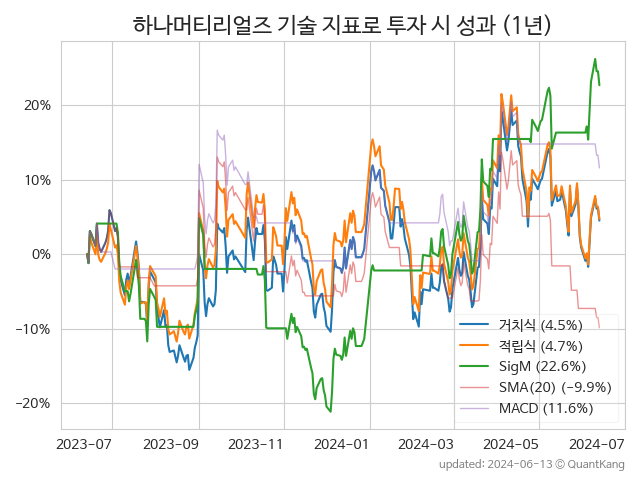 하나머티리얼즈 기술 지표로 투자 시 성과 (1년)
20%
10%
0%
−10%
−20%
거치식 (4.5%)
적립식 (4.7%)
SigM (22.6%)
SMA(20) (−9.9%)
MACD (11.6%)
2023-07
2023-09
2023-11
2024-01
2024-03
2024-05
2024-07
updated: 2024-06-13 © QuantKang